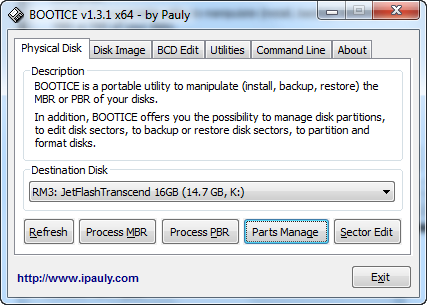 BOOTICE v1.3.1 x64 - by Pauly
Physical Disk Disk Image BCD Edit Utilities Command Line About
Description
BOOTICE is a portable utility to manipulate (install, backup, restore) the
MBR or PBR of your disks.
In addition, BOOTICE offers you the possibility to manage disk partitions,
to edit disk sectors, to backup or restore disk sectors, to partition and
format disks.
Destination Disk
RM3: JetFlashTranscend 16GB (14.7 GB, K:)
Refresh Process MBR Process PBR Parts Manage Sector Edit
http://www.ipauly.com Exit